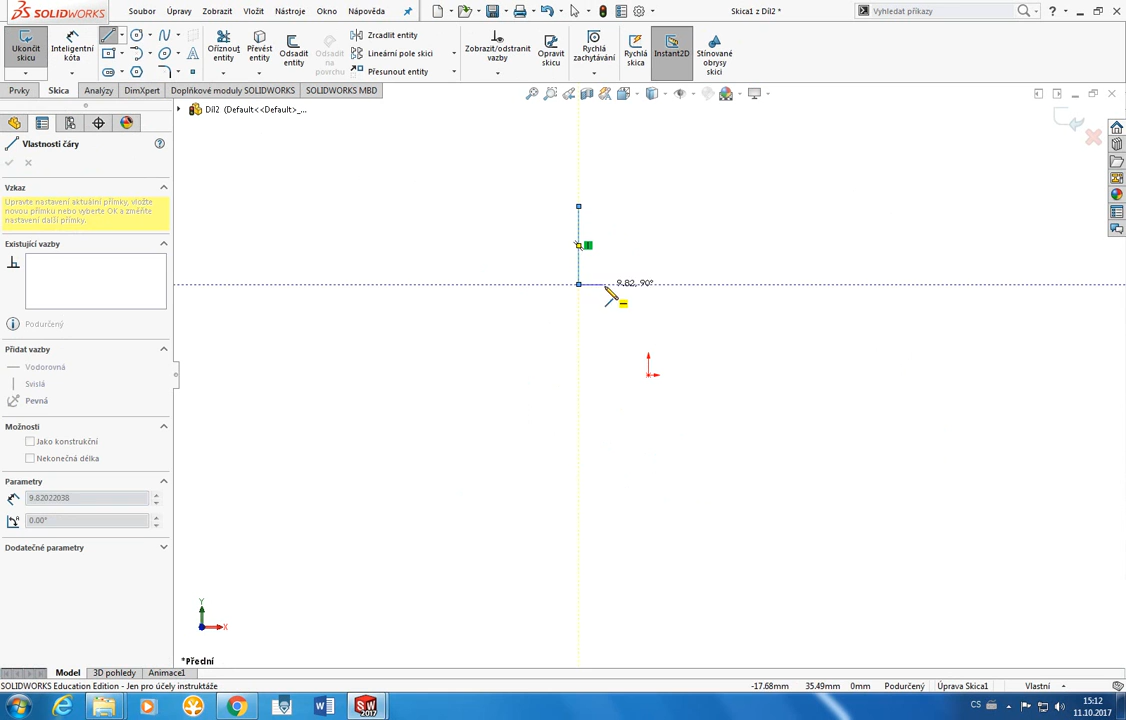 SOLIDWORKS
Soubor Úpravy Zobrazit Vložit Nástroje Okno Nápověda
Skica1 z Díl2 *
Vyhledat příkazy
Ukončit skicu
Inteligentní kóta
Oříznout entity
Převést entity
Odsadit entity
Odsadit na povrchu
Zrcadlit entity
Lineární pole skici
Přesunout entity
Zobrazit/odstranit vazby
Opravit skicu
Rychlá zachytávání
Rychlá skica
Instant2D
Stínované obrysy skici
Prvky Skica Analýzy DimXpert Doplňkové moduly SOLIDWORKS SOLIDWORKS MBD
Díl2 (Default<<Default>_...
Vlastnosti čáry
Vzkaz
Upravte nastavení aktuální přímky, vložte
novou přímku nebo vyberte OK a změňte
nastavení další přímky.
Existující vazby
Podurčený
Přidat vazby
Vodorovná
Svislá
Pevná
Možnosti
Jako konstrukční
Nekonečná délka
Parametry
9.82022038
0.00°
Dodatečné parametry
9.82, 90°
Y
X
*Přední
Model 3D pohledy Animace1
SOLIDWORKS Education Edition - Jen pro účely instruktáže
-17.68mm 35.49mm 0mm Podurčený Úprava Skica1 Vlastní
CS
15:12
11.10.2017